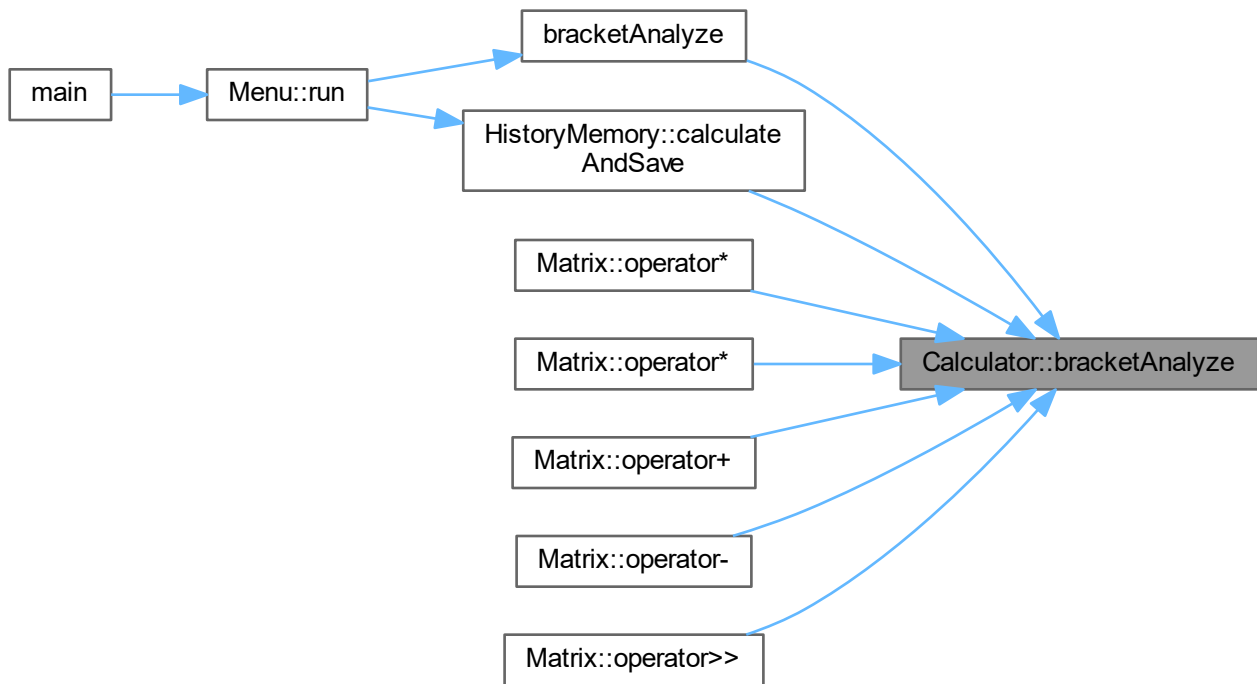 bracketAnalyze
main
Menu::run
HistoryMemory::calculate
AndSave
Matrix::operator*
Matrix::operator*
Calculator::bracketAnalyze
Matrix::operator+
Matrix::operator-
Matrix::operator>>